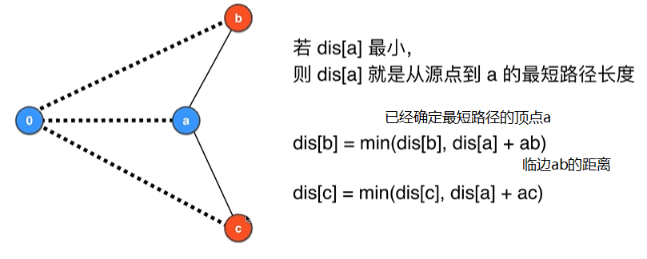 b
若 dis[a] 最小,
则 dis[a] 就是从源点到 a 的最短路径长度
已经确定最短路径的顶点a
0
a
dis[b] = min(dis[b], dis[a] + ab)
临边ab的距离
dis[c] = min(dis[c], dis[a] + ac)
c